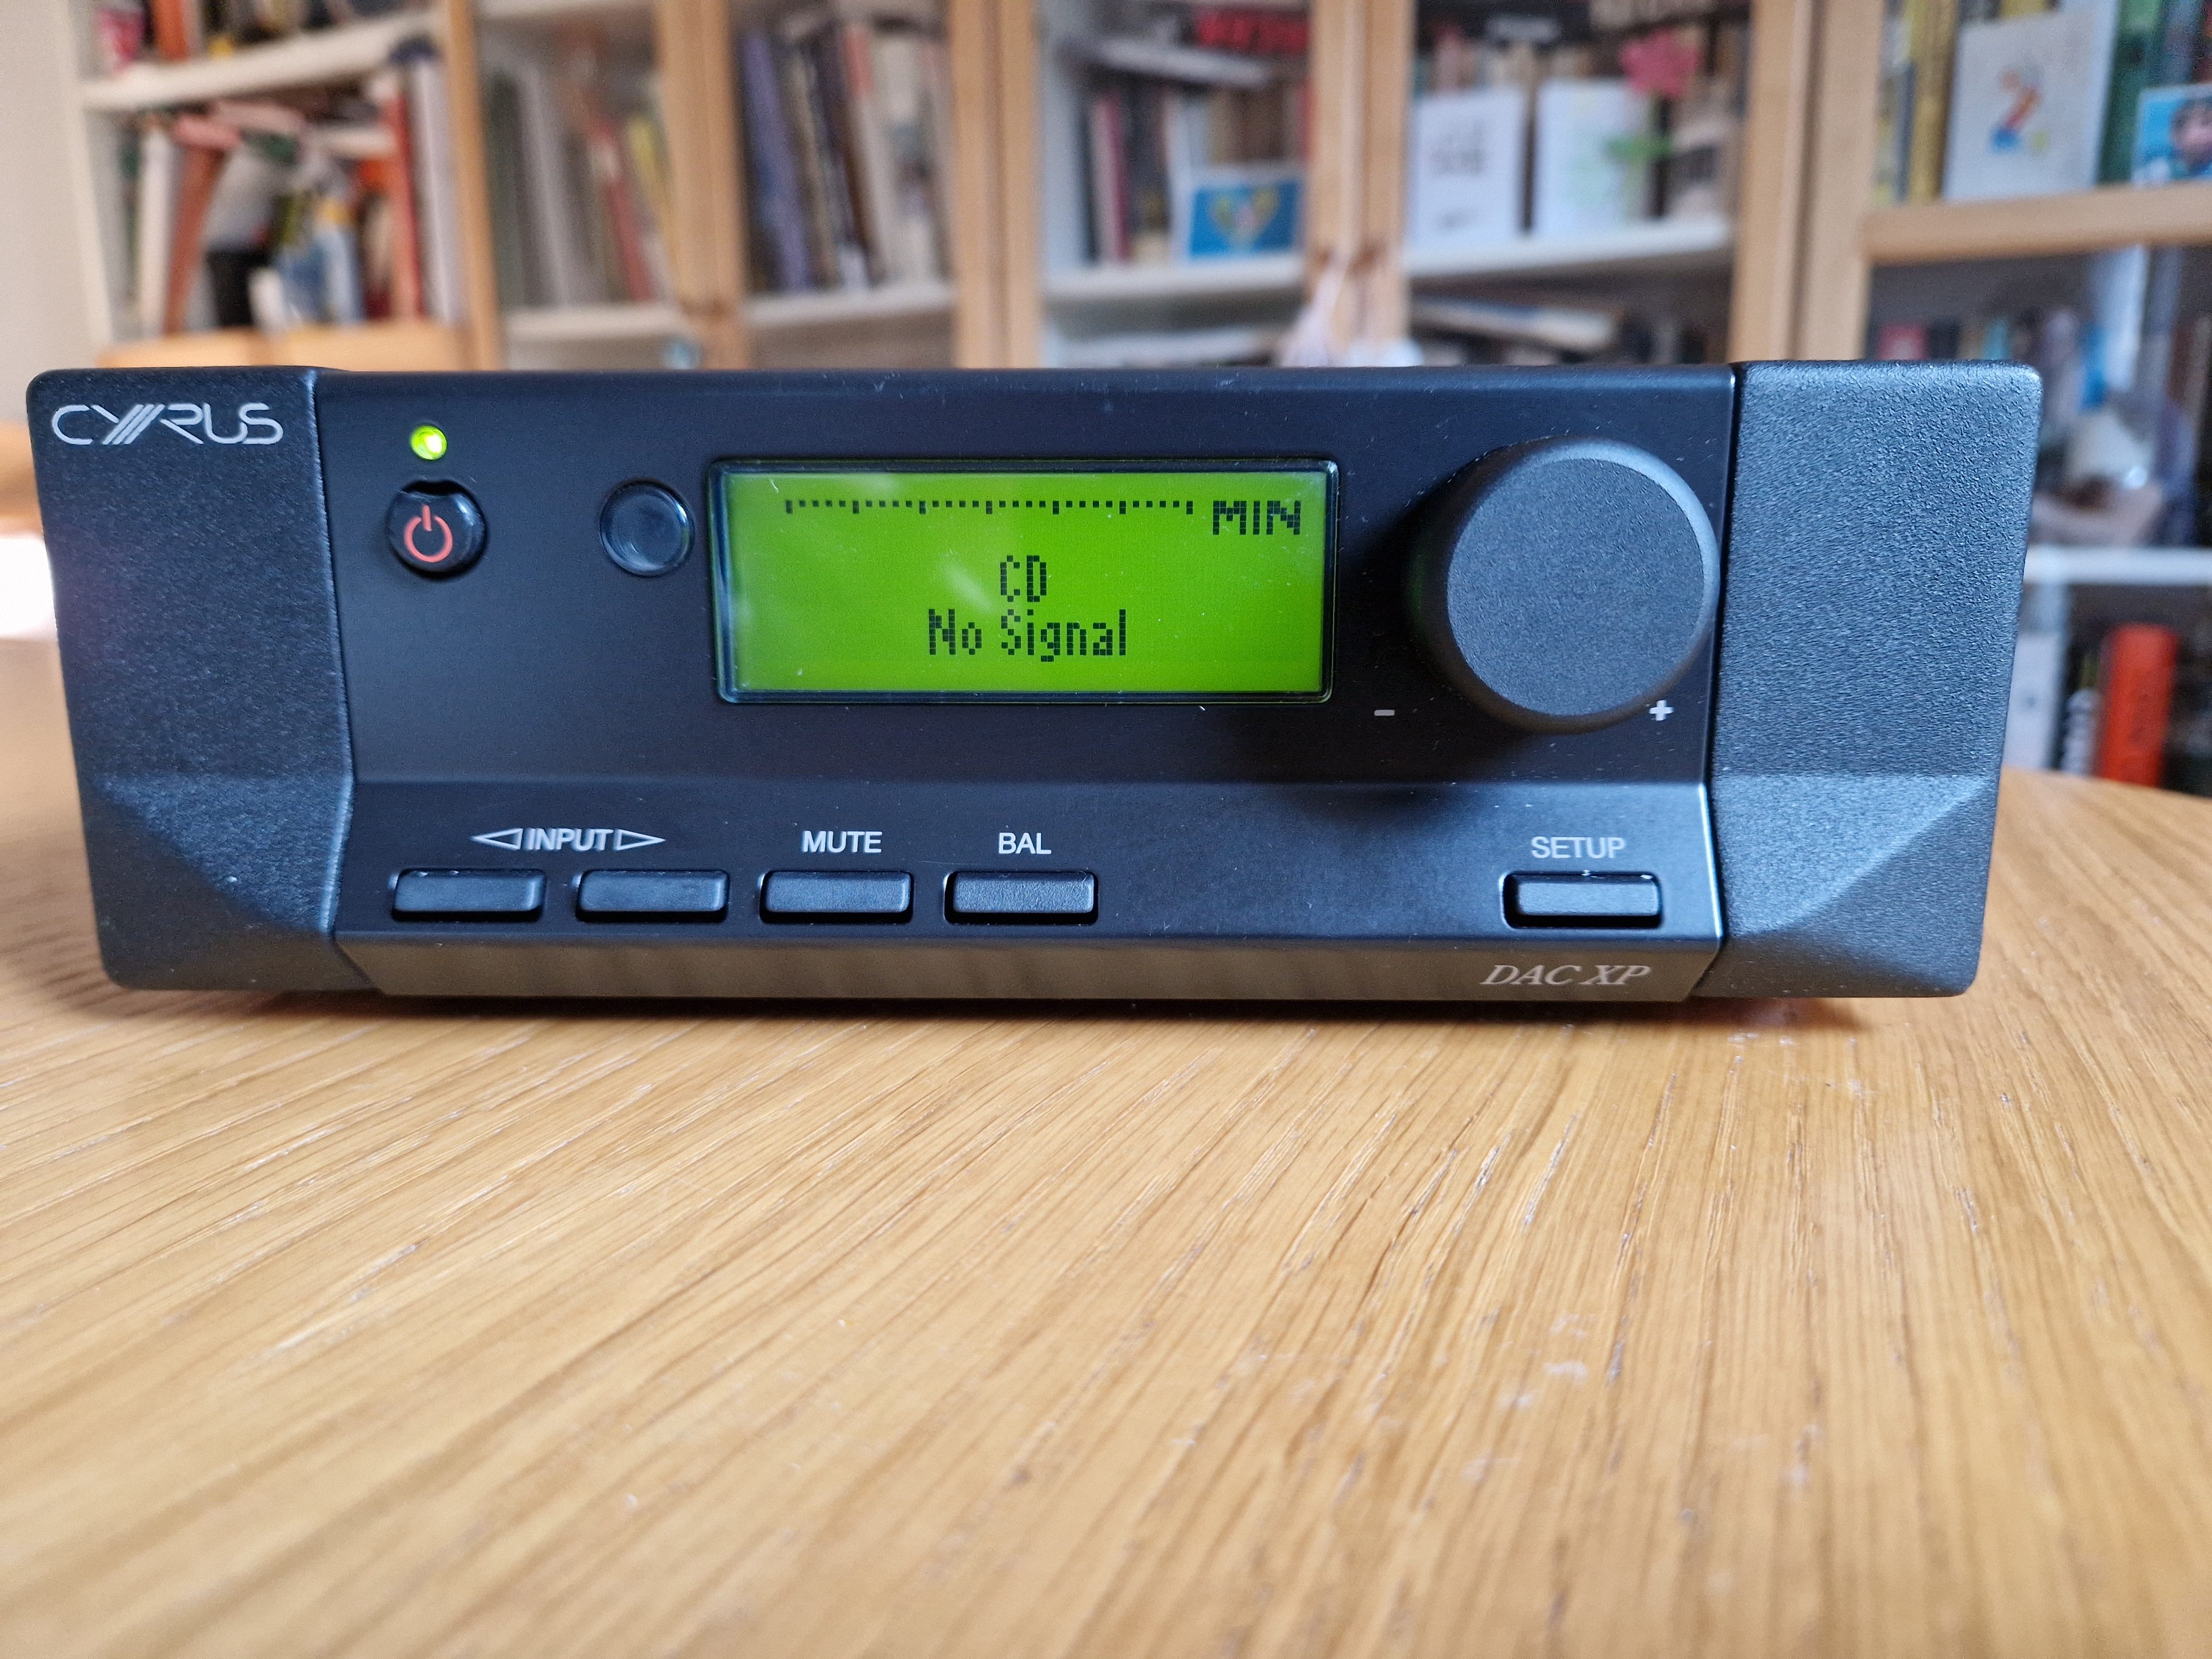 CYRUS
MIN
CD
No Signal
INPUT
MUTE
BAL
SETUP
- +
DAC XP